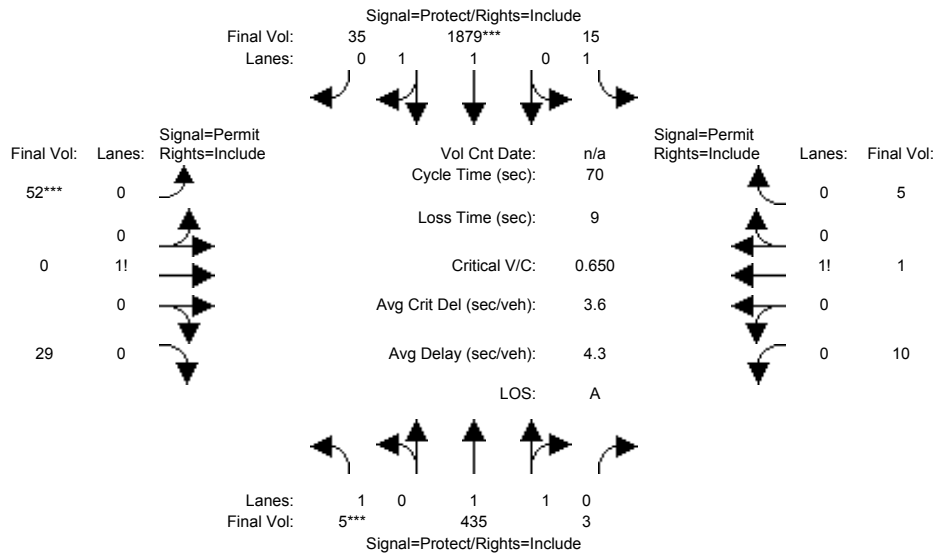 Signal=Protect/Rights=Include
Final Vol: 35 1879*** 15
Lanes: 0 1 1 0 1
Signal=Permit Signal=Permit
Final Vol: Lanes: Rights=Include Vol Cnt Date: n/a Rights=Include Lanes: Final Vol:
Cycle Time (sec): 70
52*** 0 0 5
Loss Time (sec): 9
0 0
0 1! Critical V/C: 0.650 1! 1
0 Avg Crit Del (sec/veh): 3.6 0
29 0 Avg Delay (sec/veh): 4.3 0 10
LOS: A
Lanes: 1 0 1 1 0
Final Vol: 5*** 435 3
Signal=Protect/Rights=Include